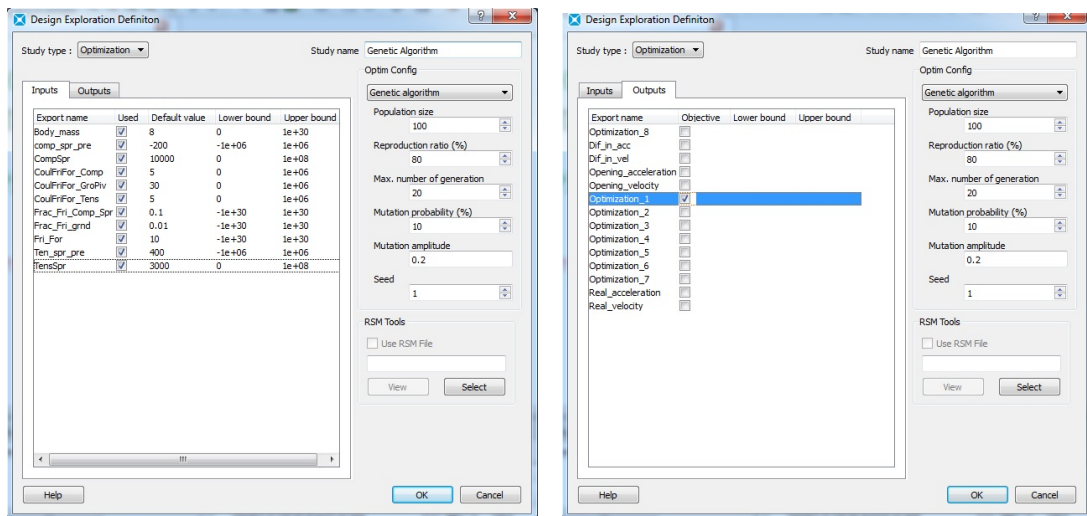 Design Exploration Definiton
Study type : Optimization
Study name Genetic Algorithm
Inputs Outputs
Export name Used Default value Lower bound Upper bound
Body_mass 8 0 1e+30
comp_spr_pre -200 -1e+06 1e+06
CompSpr 10000 0 1e+08
CoulFriFor_Comp 5 0 1e+06
CoulFriFor_GroPiv 30 0 1e+06
CoulFriFor_Tens 5 0 1e+06
Frac_Fri_Comp_Spr 0.1 -1e+30 1e+30
Frac_Fri_grnd 0.01 -1e+30 1e+30
Fri_For 10 -1e+30 1e+30
Ten_spr_pre 400 -1e+06 1e+06
TensSpr 3000 0 1e+08
Optim Config
Genetic algorithm
Population size
100
Reproduction ratio (%)
80
Max. number of generation
20
Mutation probability (%)
10
Mutation amplitude
0.2
Seed
1
RSM Tools
Use RSM File
View Select
Help OK Cancel
Design Exploration Definiton
Study type : Optimization
Study name Genetic Algorithm
Inputs Outputs
Export name Objective Lower bound Upper bound
Optimization_8
Dif_in_acc
Dif_in_vel
Opening_acceleration
Opening_velocity
Optimization_1
Optimization_2
Optimization_3
Optimization_4
Optimization_5
Optimization_6
Optimization_7
Real_acceleration
Real_velocity
Optim Config
Genetic algorithm
Population size
100
Reproduction ratio (%)
80
Max. number of generation
20
Mutation probability (%)
10
Mutation amplitude
0.2
Seed
1
RSM Tools
Use RSM File
View Select
Help OK Cancel